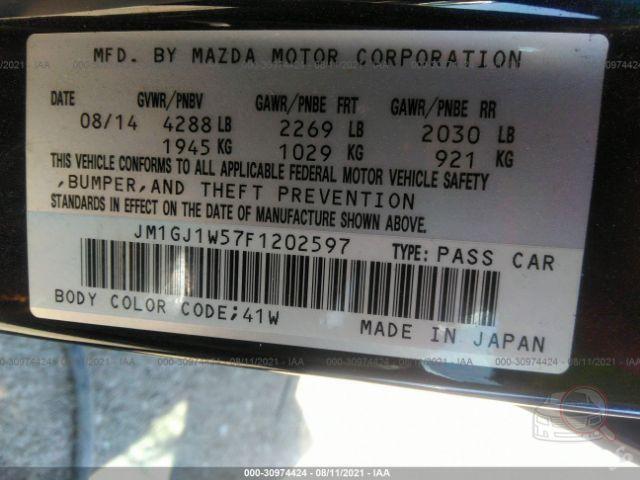 MFD. BY MAZDA MOTOR CORPORATION
DATE GVWR/PNBV GAWR/PNBE FRT GAWR/PNBE RR
08/14 4288 LB 2269 LB 2030 LB
1945 KG 1029 KG 921 KG
THIS VEHICLE CONFORMS TO ALL APPLICABLE FEDERAL MOTOR VEHICLE SAFETY
,BUMPER,AND THEFT PREVENTION
STANDARDS IN EFFECT ON THE DATE OF MANUFACTURE SHOWN ABOVE.
JM1GJ1W57F1202597 TYPE: PASS CAR
BODY COLOR CODE;41W
MADE IN JAPAN
000-30974424 - 08/11/2021 - IAA